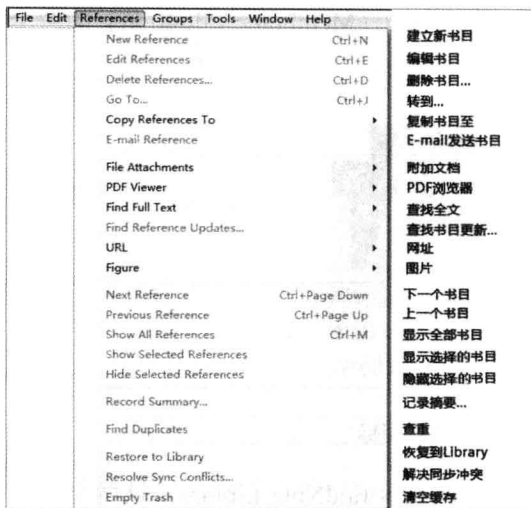 File Edit References Groups Tools Window Help
New Reference Ctrl+N 建立新书目
Edit References Ctrl+E 编辑书目
Delete References... Ctrl+D 删除书目...
Go To... Ctrl+J 转到...
Copy References To 复制书目至
E-mail Reference E-mail发送书目
File Attachments 附加文档
PDF Viewer PDF浏览器
Find Full Text 查找全文
Find Reference Updates... 查找书目更新...
URL 网址
Figure 图片
Next Reference Ctrl+Page Down 下一个书目
Previous Reference Ctrl+Page Up 上一个书目
Show All References Ctrl+M 显示全部书目
Show Selected References 显示选择的书目
Hide Selected References 隐藏选择的书目
Record Summary... 记录摘要...
Find Duplicates 查重
Restore to Library 恢复到Library
Resolve Sync Conflicts... 解决同步冲突
Empty Trash 清空缓存